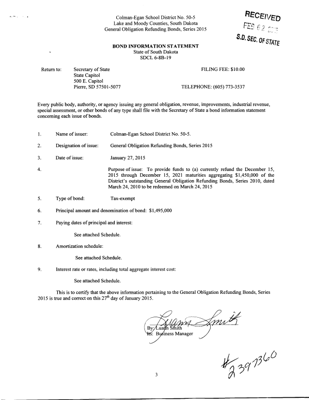 Colman-Egan School District No. 50-5
Lake and Moody Counties, South Dakota
General Obligation Refunding Bonds, Series 2015
RECEIVED
FEB 02
S.D. SEC. OF STATE
BOND INFORMATION STATEMENT
State of South Dakota
SDCL 6-8B-19
Return to: Secretary of State FILING FEE: $10.00
State Capitol
500 E. Capitol
Pierre, SD 57501-5077 TELEPHONE: (605) 773-3537
Every public body, authority, or agency issuing any general obligation, revenue, improvements, industrial revenue,
special assessment, or other bonds of any type shall file with the Secretary of State a bond information statement
concerning each issue of bonds.
1. Name of issuer: Colman-Egan School District No. 50-5.
2. Designation of issue: General Obligation Refunding Bonds, Series 2015
3. Date of issue: January 27, 2015
4. Purpose of issue: To provide funds to (a) currently refund the December 15,
2015 through December 15, 2021 maturities aggregating $1,450,000 of the
District's outstanding General Obligation Refunding Bonds, Series 2010, dated
March 24, 2010 to be redeemed on March 24, 2015
5. Type of bond: Tax-exempt
6. Principal amount and denomination of bond: $1,495,000
7. Paying dates of principal and interest:
See attached Schedule.
8. Amortization schedule:
See attached Schedule.
9. Interest rate or rates, including total aggregate interest cost:
See attached Schedule.
This is to certify that the above information pertaining to the General Obligation Refunding Bonds, Series
2015 is true and correct on this 27th day of January 2015.
By: Luann Smith
Its: Business Manager
# 2397360
3